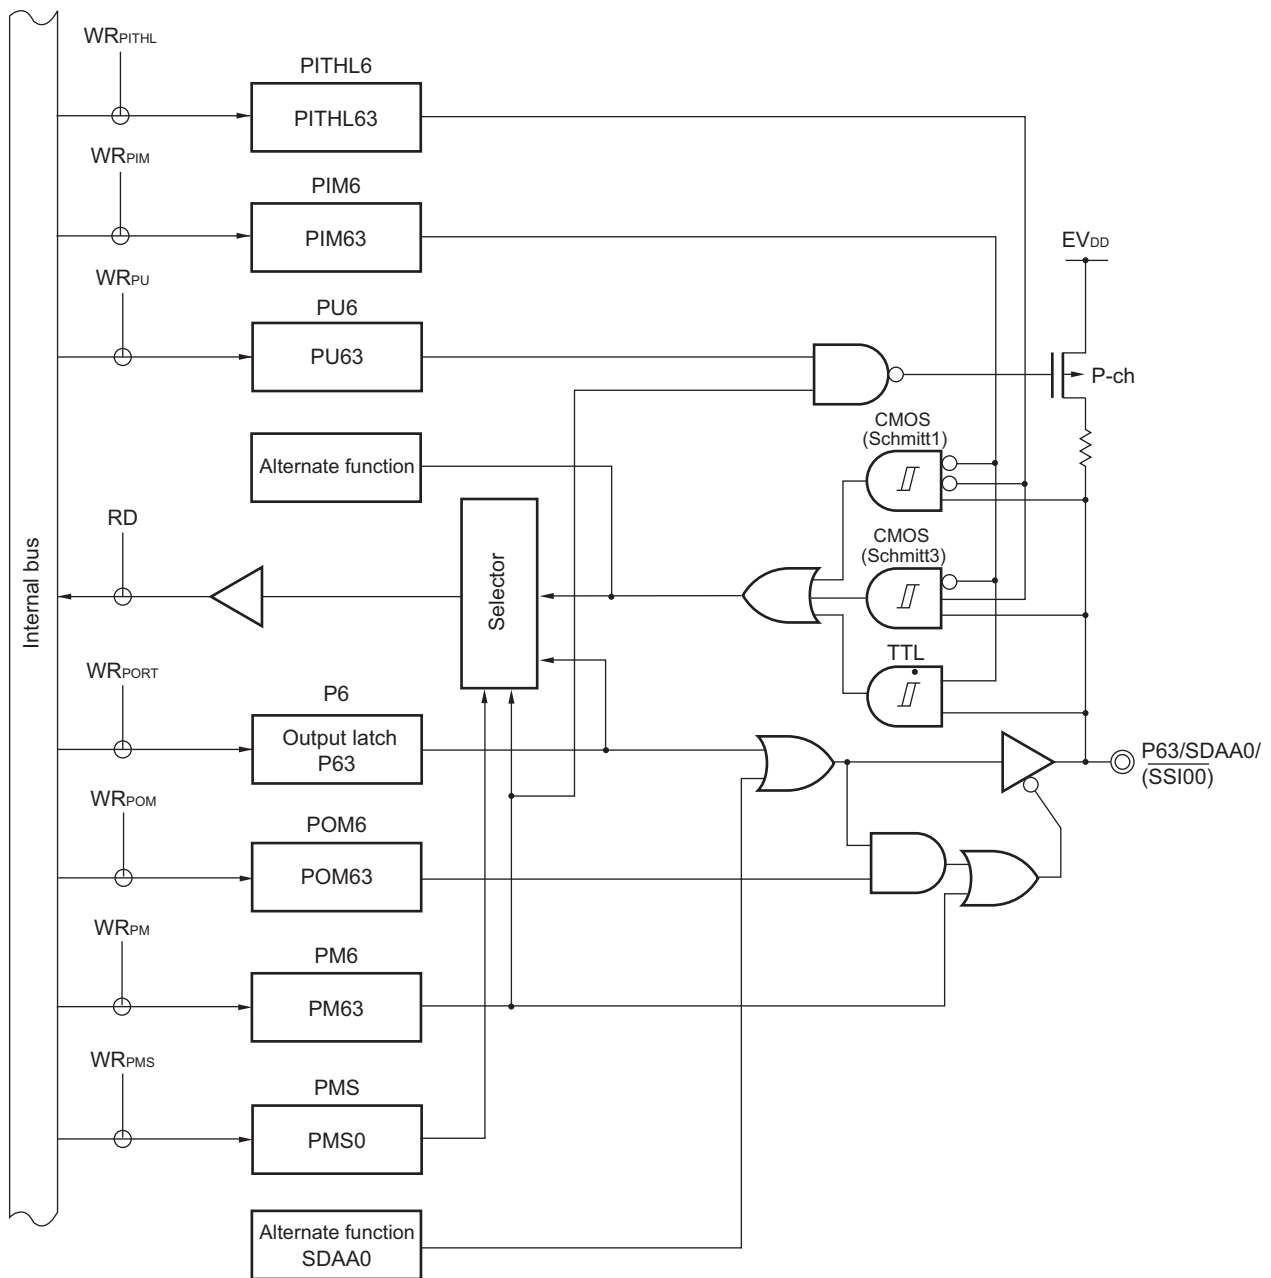 WRPITHL
PITHL6
PITHL63
WRPIM
PIM6
PIM63
EVDD
WRPU
PU6
PU63
P-ch
CMOS
(Schmitt1)
Alternate function
RD
Selector
CMOS
(Schmitt3)
Internal bus
TTL
WRPORT
P6
Output latch
P63
P63/SDAA0/
(SSI00)
WRPOM
POM6
POM63
WRPM
PM6
PM63
WRPMS
PMS
PMS0
Alternate function
SDAA0